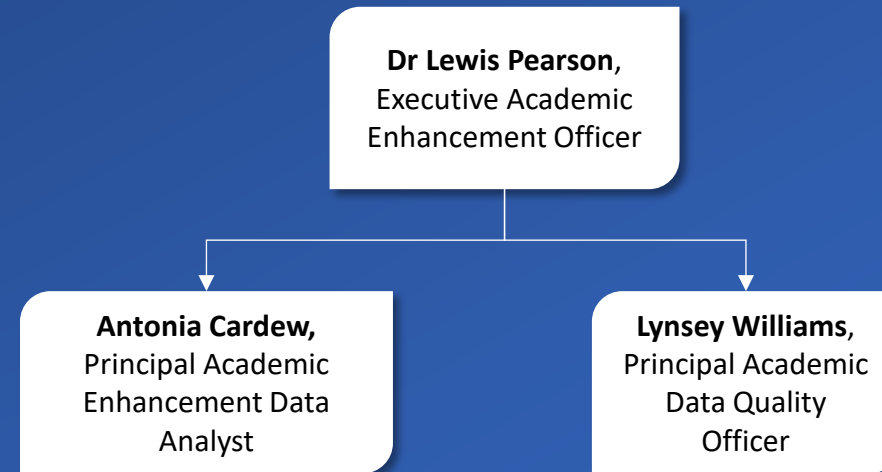 Dr Lewis Pearson,
Executive Academic
Enhancement Officer
Antonia Cardew,
Principal Academic
Enhancement Data
Analyst
Lynsey Williams,
Principal Academic
Data Quality
Officer